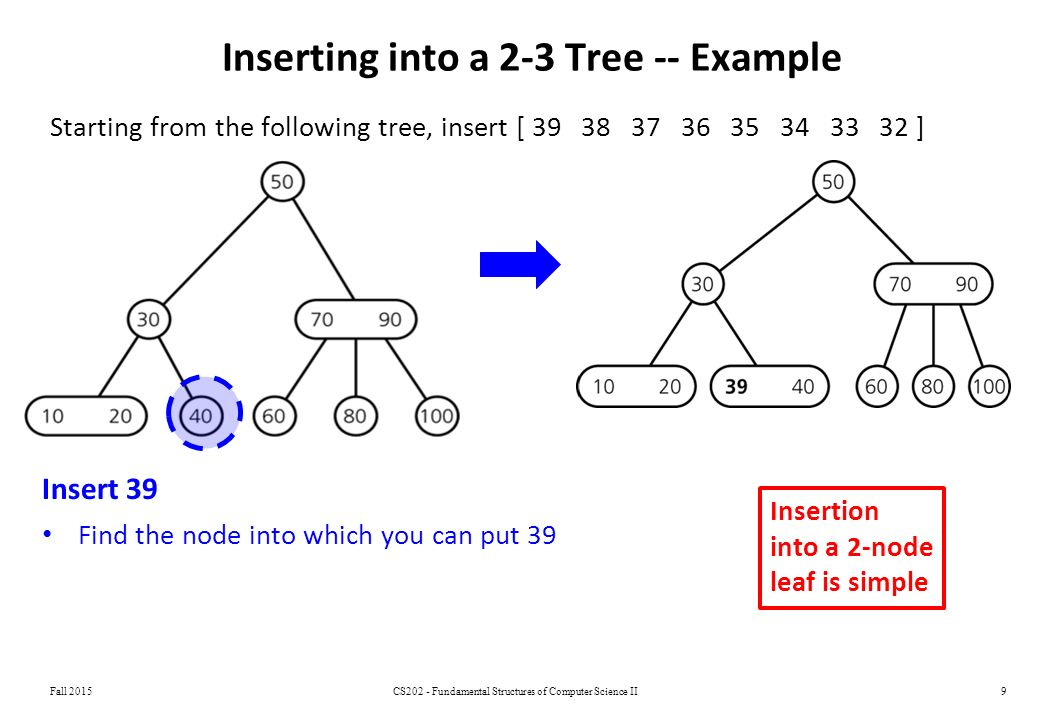 Inserting into a 2-3 Tree -- Example
Starting from the following tree, insert [ 39 38 37 36 35 34 33 32 ]
50
30
70 90
10 20
40
60
80
100
50
30
70 90
10 20
39 40
60
80
100
Insert 39
• Find the node into which you can put 39
Insertion
into a 2-node
leaf is simple
Fall 2015
CS202 - Fundamental Structures of Computer Science II
9